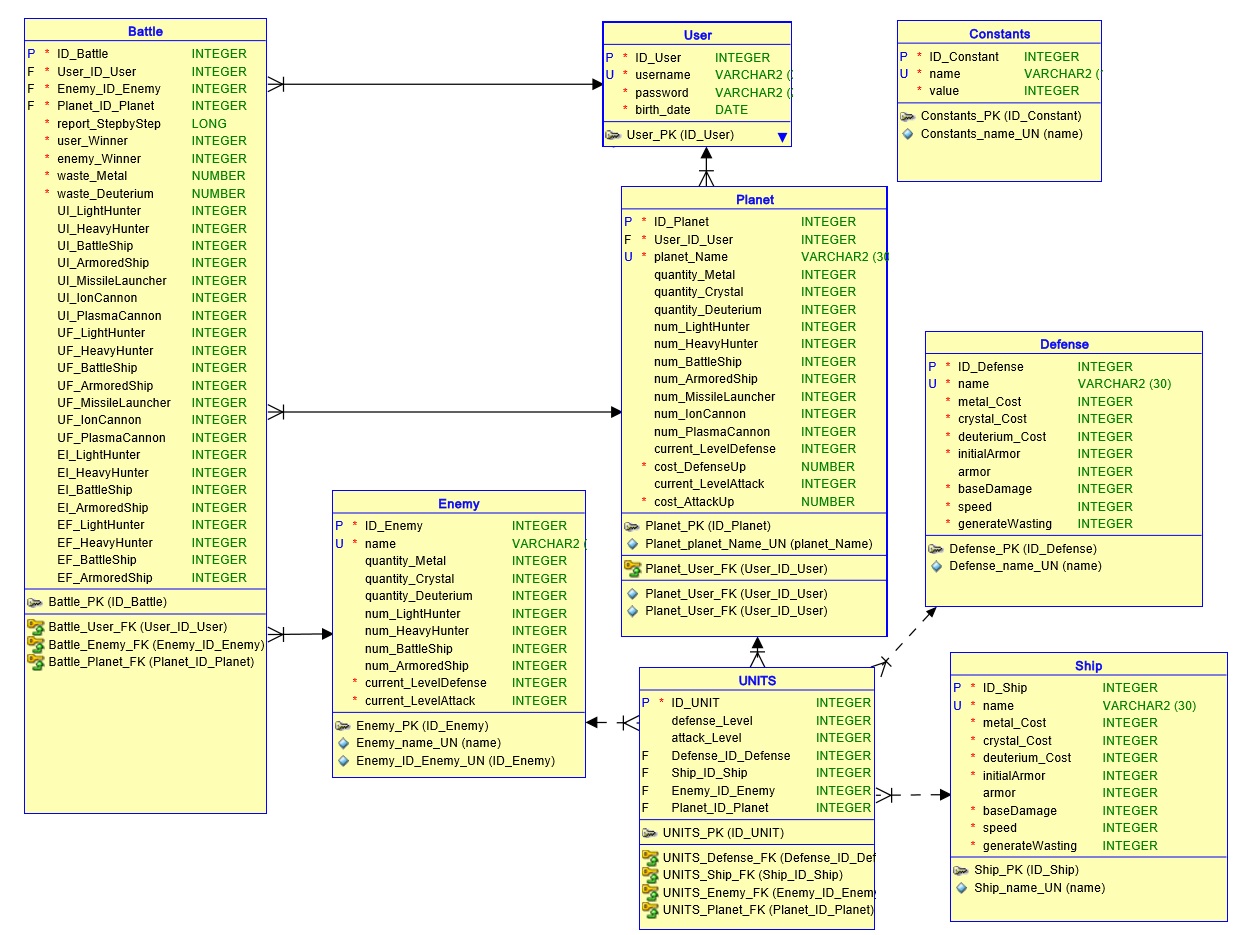 Battle
P * ID_Battle INTEGER
F * User_ID_User INTEGER
F * Enemy_ID_Enemy INTEGER
F * Planet_ID_Planet INTEGER
* report_StepbyStep LONG
* user_Winner INTEGER
* enemy_Winner INTEGER
* waste_Metal NUMBER
* waste_Deuterium NUMBER
UI_LightHunter INTEGER
UI_HeavyHunter INTEGER
UI_BattleShip INTEGER
UI_ArmoredShip INTEGER
UI_MissileLauncher INTEGER
UI_IonCannon INTEGER
UI_PlasmaCannon INTEGER
UF_LightHunter INTEGER
UF_HeavyHunter INTEGER
UF_BattleShip INTEGER
UF_ArmoredShip INTEGER
UF_MissileLauncher INTEGER
UF_IonCannon INTEGER
UF_PlasmaCannon INTEGER
EI_LightHunter INTEGER
EI_HeavyHunter INTEGER
EI_BattleShip INTEGER
EI_ArmoredShip INTEGER
EF_LightHunter INTEGER
EF_HeavyHunter INTEGER
EF_BattleShip INTEGER
EF_ArmoredShip INTEGER
Battle_PK (ID_Battle)
Battle_User_FK (User_ID_User)
Battle_Enemy_FK (Enemy_ID_Enemy)
Battle_Planet_FK (Planet_ID_Planet)
User
P * ID_User INTEGER
U * username VARCHAR2 (
* password VARCHAR2 (
* birth_date DATE
User_PK (ID_User)
Constants
P * ID_Constant INTEGER
U * name VARCHAR2 (
* value INTEGER
Constants_PK (ID_Constant)
Constants_name_UN (name)
Planet
P * ID_Planet INTEGER
F * User_ID_User INTEGER
U * planet_Name VARCHAR2 (30
quantity_Metal INTEGER
quantity_Crystal INTEGER
quantity_Deuterium INTEGER
num_LightHunter INTEGER
num_HeavyHunter INTEGER
num_BattleShip INTEGER
num_ArmoredShip INTEGER
num_MissileLauncher INTEGER
num_IonCannon INTEGER
num_PlasmaCannon INTEGER
current_LevelDefense INTEGER
* cost_DefenseUp NUMBER
current_LevelAttack INTEGER
* cost_AttackUp NUMBER
Planet_PK (ID_Planet)
Planet_planet_Name_UN (planet_Name)
Planet_User_FK (User_ID_User)
Planet_User_FK (User_ID_User)
Planet_User_FK (User_ID_User)
Defense
P * ID_Defense INTEGER
U * name VARCHAR2 (30)
* metal_Cost INTEGER
* crystal_Cost INTEGER
* deuterium_Cost INTEGER
* initialArmor INTEGER
armor INTEGER
* baseDamage INTEGER
* speed INTEGER
* generateWasting INTEGER
Defense_PK (ID_Defense)
Defense_name_UN (name)
Enemy
P * ID_Enemy INTEGER
U * name VARCHAR2 (
quantity_Metal INTEGER
quantity_Crystal INTEGER
quantity_Deuterium INTEGER
num_LightHunter INTEGER
num_HeavyHunter INTEGER
num_BattleShip INTEGER
num_ArmoredShip INTEGER
* current_LevelDefense INTEGER
* current_LevelAttack INTEGER
Enemy_PK (ID_Enemy)
Enemy_name_UN (name)
Enemy_ID_Enemy_UN (ID_Enemy)
UNITS
P * ID_UNIT INTEGER
defense_Level INTEGER
attack_Level INTEGER
F Defense_ID_Defense INTEGER
F Ship_ID_Ship INTEGER
F Enemy_ID_Enemy INTEGER
F Planet_ID_Planet INTEGER
UNITS_PK (ID_UNIT)
UNITS_Defense_FK (Defense_ID_Def
UNITS_Ship_FK (Ship_ID_Ship)
UNITS_Enemy_FK (Enemy_ID_Enem
UNITS_Planet_FK (Planet_ID_Planet)
Ship
P * ID_Ship INTEGER
U * name VARCHAR2 (30)
* metal_Cost INTEGER
* crystal_Cost INTEGER
* deuterium_Cost INTEGER
* initialArmor INTEGER
armor INTEGER
* baseDamage INTEGER
* speed INTEGER
* generateWasting INTEGER
Ship_PK (ID_Ship)
Ship_name_UN (name)